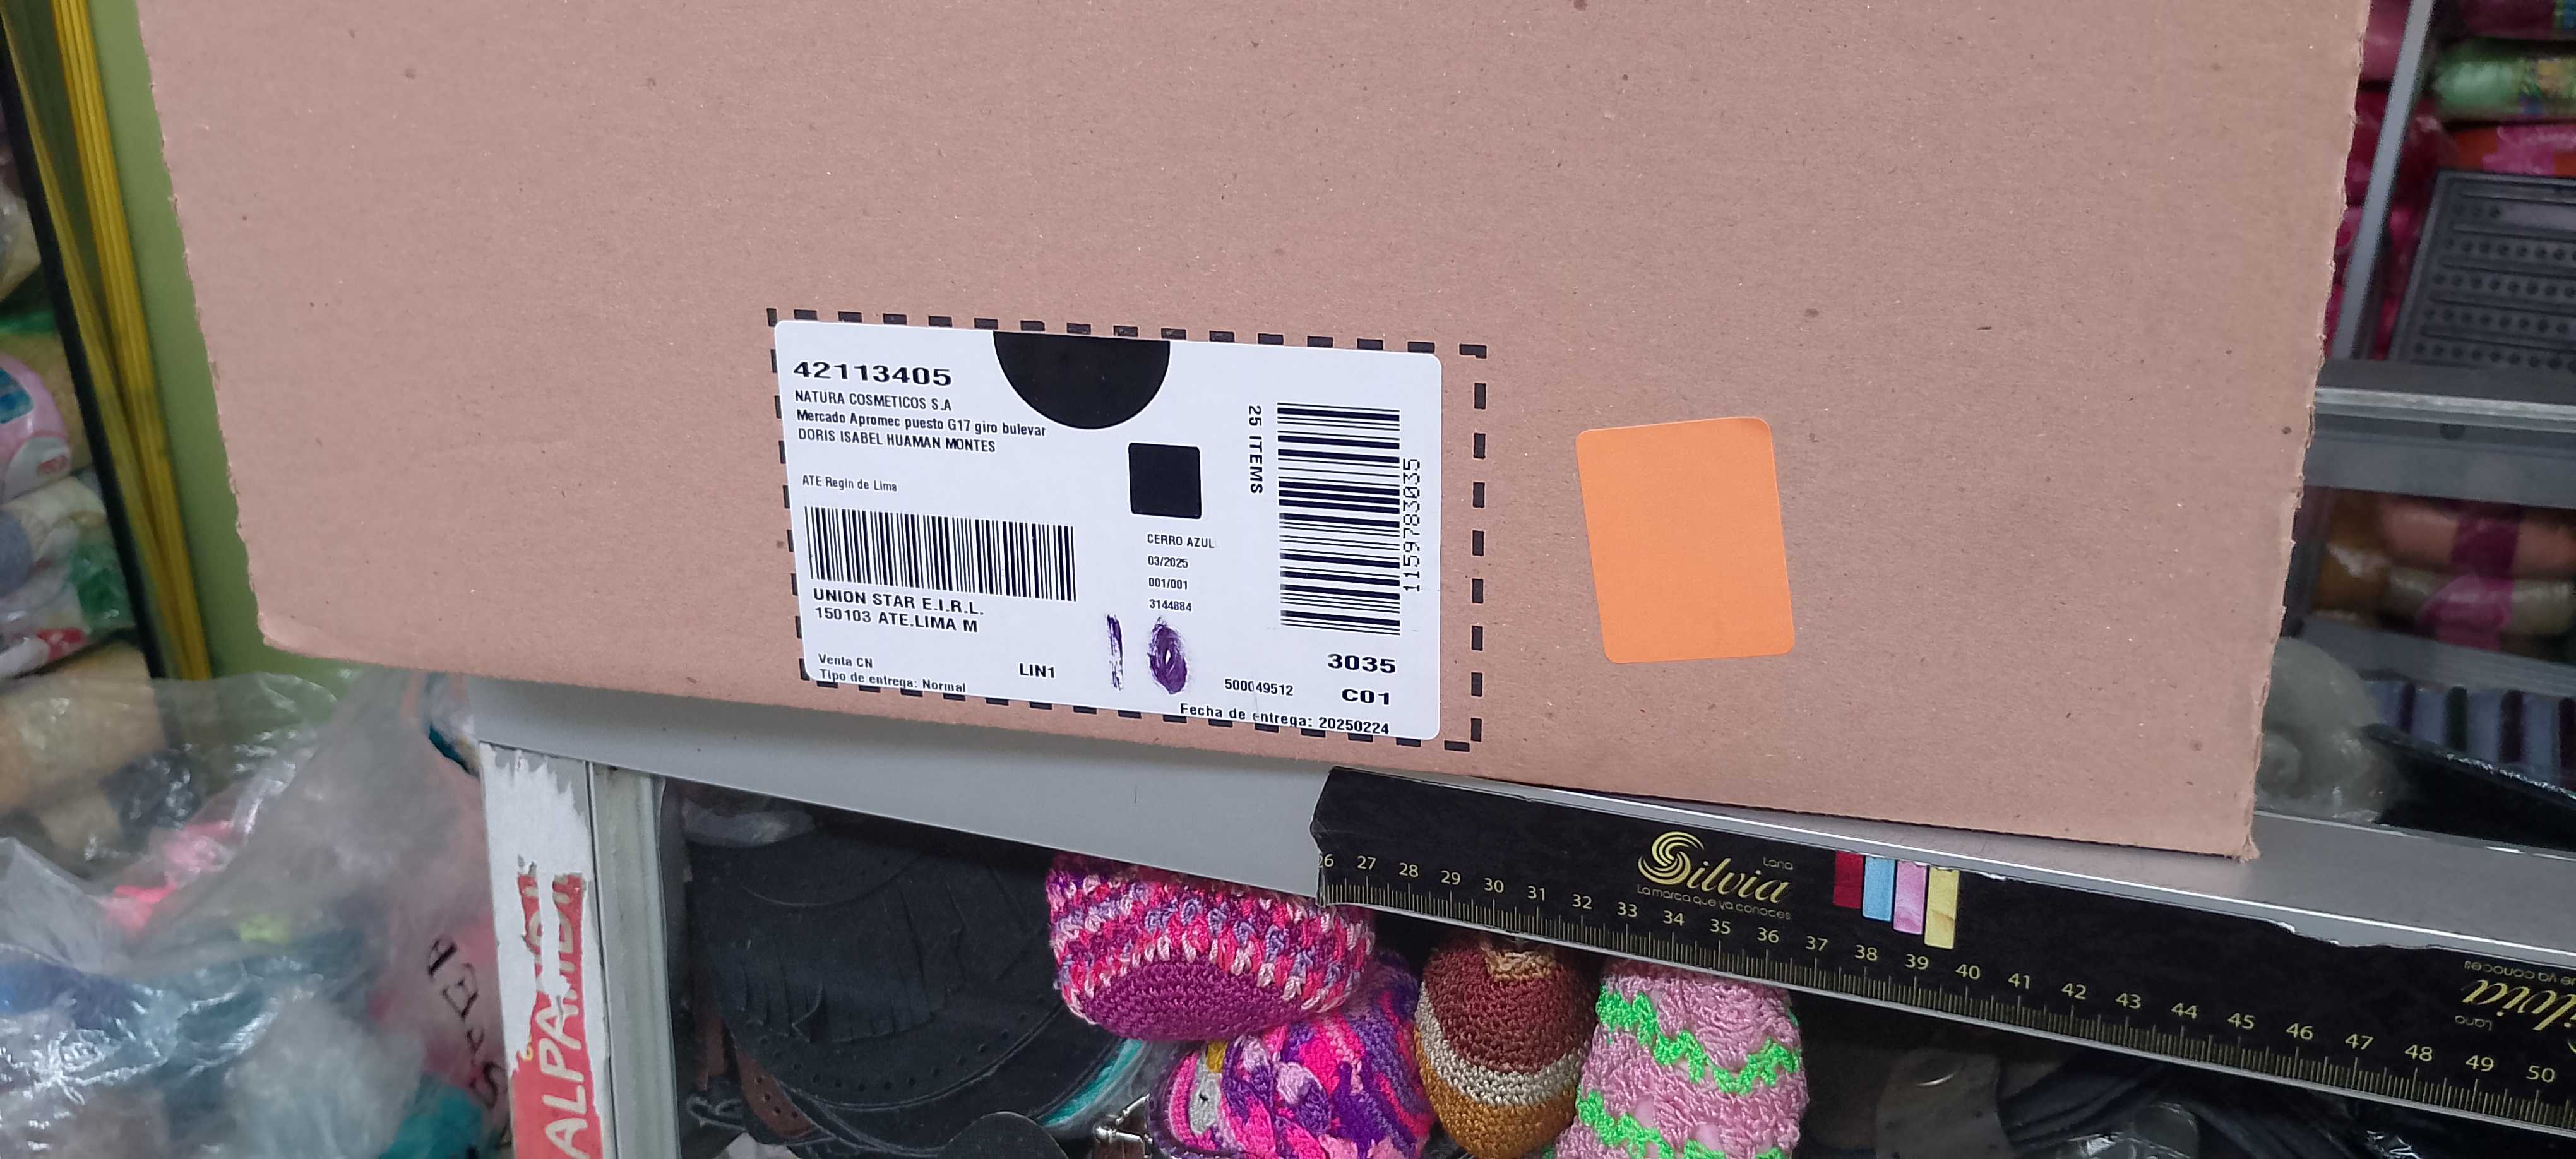 42113405
NATURA COSMETICOS S.A
Mercado Apromec puesto G17 giro bulevar
DORIS ISABEL HUAMAN MONTES
ATE Regin de Lima
UNION STAR E.I.R.L.
150103 ATE.LIMA M
Venta CN
Tipo de entrega: Normal
LIN1
CERRO AZUL
03/2025
001/001
3144884
10
25 ITEMS
1159783035
3035
500049512
C01
Fecha de entrega: 20250224
Silvia
Lana
La marca que ya conoces
26 27 28 29 30 31 32 33 34 35 36 37 38 39 40 41 42 43 44 45 46 47 48 49 50
Lana